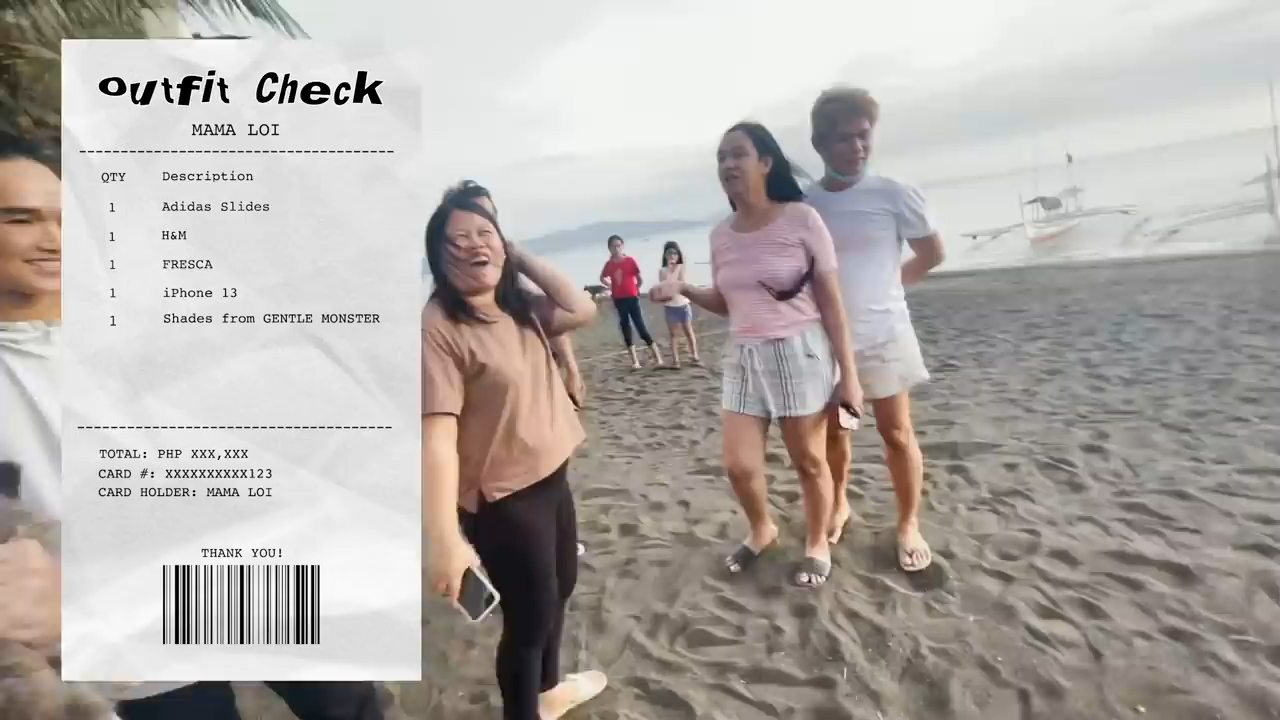 Outfit Check
MAMA LOI
------------------------------------
QTY Description
1 Adidas Slides
1 H&M
1 FRESCA
1 iPhone 13
1 Shades from GENTLE MONSTER
------------------------------------
TOTAL: PHP XXX,XXX
CARD #: XXXXXXXXXX123
CARD HOLDER: MAMA LOI
THANK YOU!